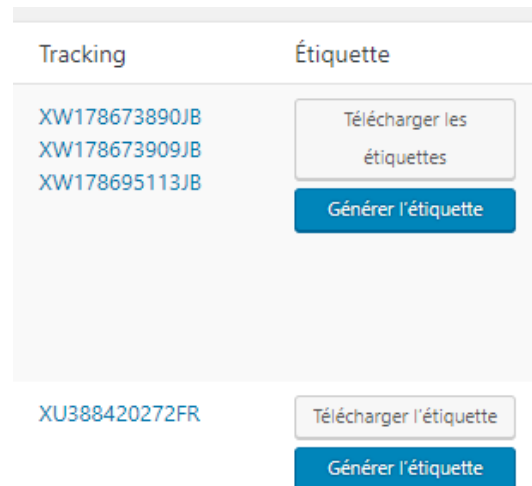 Tracking Étiquette
XW178673890JB
XW178673909JB
XW178695113JB
Télécharger les
étiquettes
Générer l'étiquette
XU388420272FR
Télécharger l'étiquette
Générer l'étiquette